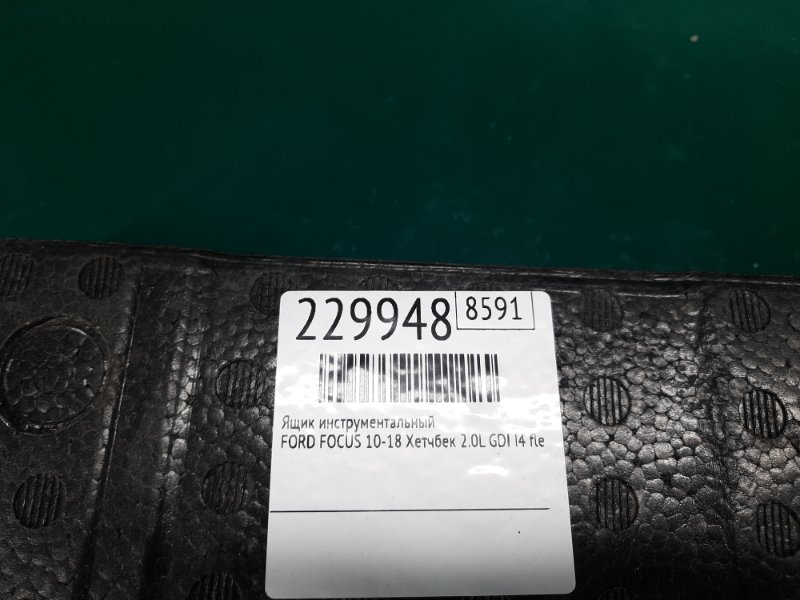 229948 8591
Ящик инструментальный
FORD FOCUS 10-18 Хетчбек 2.0L GDI I4 fle